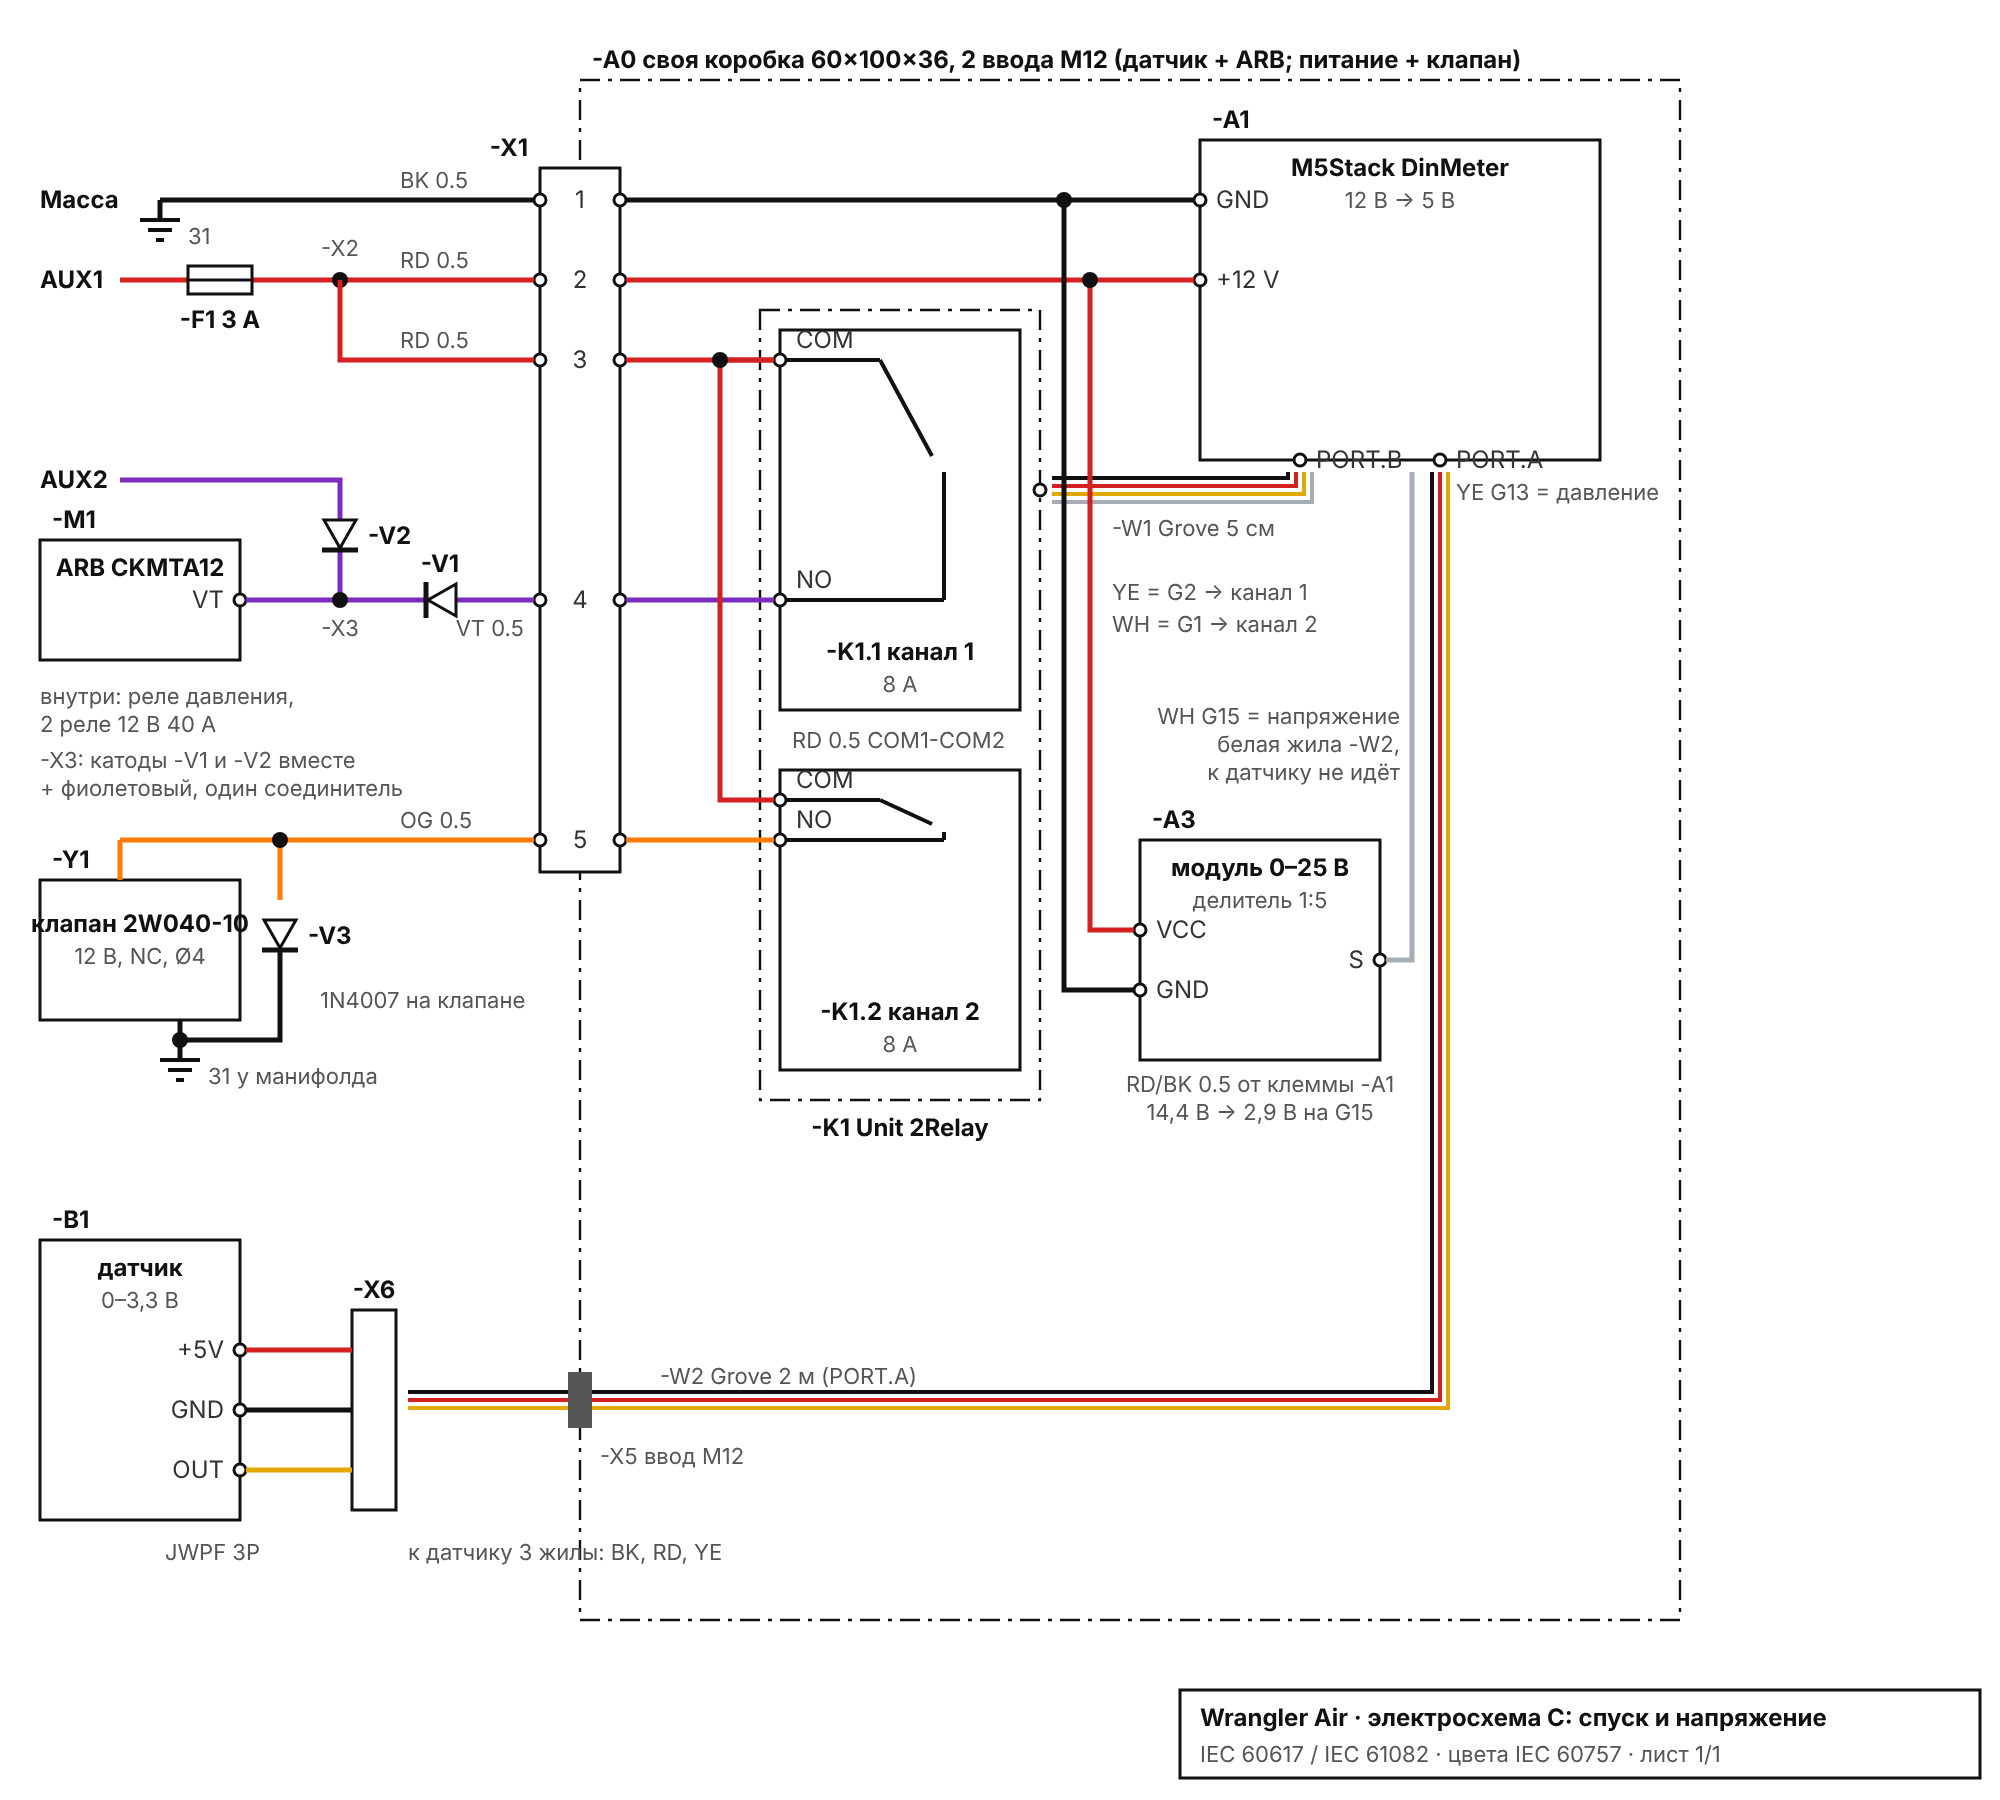 -A0 своя коробка 60×100×36, 2 ввода M12 (датчик + ARB; питание + клапан)
-A1
M5Stack DinMeter
12 В → 5 В
GND
+12 V
PORT.B
PORT.A
YE G13 = давление
-X1
1
2
3
4
5
Масса
BK 0.5
31
AUX1
-X2
RD 0.5
-F1 3 A
RD 0.5
COM
NO
-K1.1 канал 1
8 А
RD 0.5 COM1-COM2
COM
NO
-K1.2 канал 2
8 А
-K1 Unit 2Relay
-W1 Grove 5 см
YE = G2 → канал 1
WH = G1 → канал 2
WH G15 = напряжение
белая жила -W2,
к датчику не идёт
AUX2
-M1
-V2
ARB CKMTA12
-V1
VT
-X3
VT 0.5
внутри: реле давления,
2 реле 12 В 40 А
-X3: катоды -V1 и -V2 вместе
+ фиолетовый, один соединитель
OG 0.5
-Y1
клапан 2W040-10
12 В, NC, Ø4
-V3
1N4007 на клапане
31 у манифолда
-A3
модуль 0–25 В
делитель 1:5
VCC
S
GND
RD/BK 0.5 от клеммы -A1
14,4 В → 2,9 В на G15
-B1
датчик
0–3,3 В
-X6
+5V
GND
OUT
-W2 Grove 2 м (PORT.A)
-X5 ввод M12
JWPF 3P
к датчику 3 жилы: BK, RD, YE
Wrangler Air · электросхема C: спуск и напряжение
IEC 60617 / IEC 61082 · цвета IEC 60757 · лист 1/1